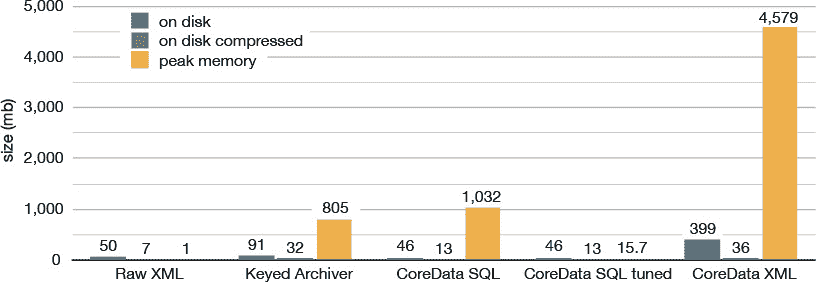 5,000
4,000
3,000
2,000
1,000
0
size (mb)
on disk
on disk compressed
peak memory
50 7 1
91 32 805
46 13 1,032
46 13 15.7
399 36 4,579
Raw XML
Keyed Archiver
CoreData SQL
CoreData SQL tuned
CoreData XML